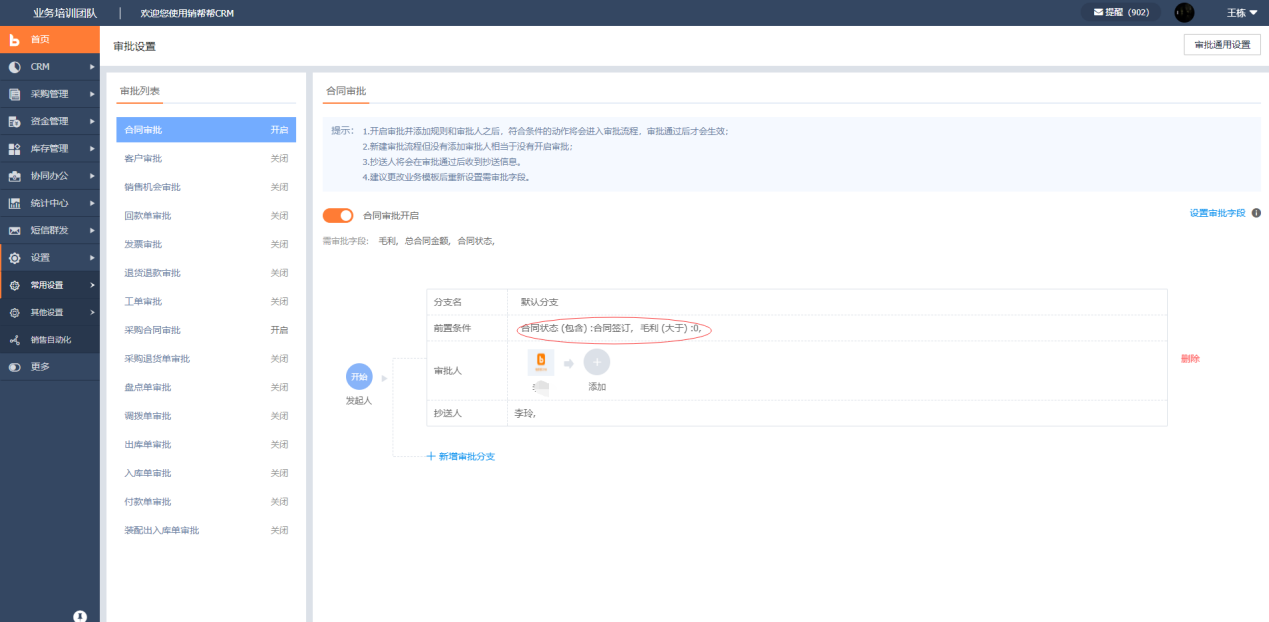 业务培训团队 欢迎您使用销帮帮CRM 提醒 (902) 王栋
首页
CRM
采购管理
资金管理
库存管理
协同办公
统计中心
短信群发
设置
常用设置
其他设置
销售自动化
更多
审批设置 审批通用设置
审批列表
合同审批 开启
客户审批 关闭
销售机会审批 关闭
回款单审批 关闭
发票审批 关闭
退货退款审批 关闭
工单审批 关闭
采购合同审批 开启
采购退货单审批 关闭
盘点单审批 关闭
调拨单审批 关闭
出库单审批 关闭
入库单审批 关闭
付款单审批 关闭
装配出入库单审批 关闭
合同审批
提示: 1.开启审批并添加规则和审批人之后，符合条件的动作将会进入审批流程，审批通过后才会生效;
2.新建审批流程但没有添加审批人相当于没有开启审批;
3.抄送人将会在审批通过后收到抄送信息。
4.建议更改业务模板后重新设置需审批字段。
合同审批开启 设置审批字段
需审批字段: 毛利, 总合同金额, 合同状态,
开始
发起人
分支名 默认分支
前置条件 合同状态 (包含) :合同签订, 毛利 (大于) :0,
审批人 添加
抄送人 李玲,
删除
新增审批分支